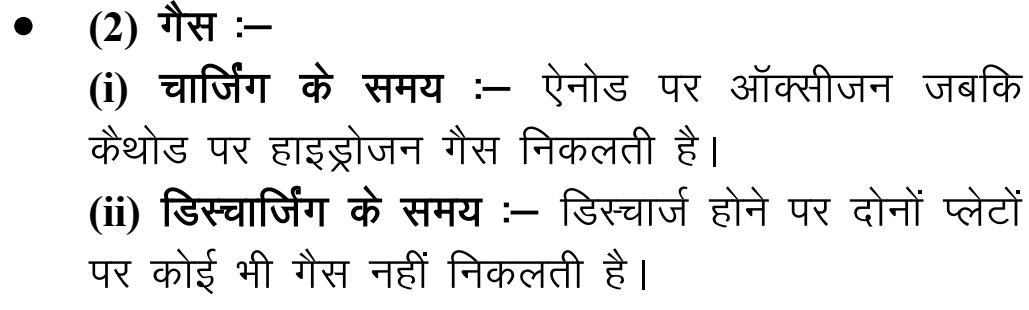 • (2) गैस :–
(i) चार्जिंग के समय :– ऐनोड पर ऑक्सीजन जबकि
कैथोड पर हाइड्रोजन गैस निकलती है।
(ii) डिस्चार्जिंग के समय :– डिस्चार्ज होने पर दोनों प्लेटों
पर कोई भी गैस नहीं निकलती है।